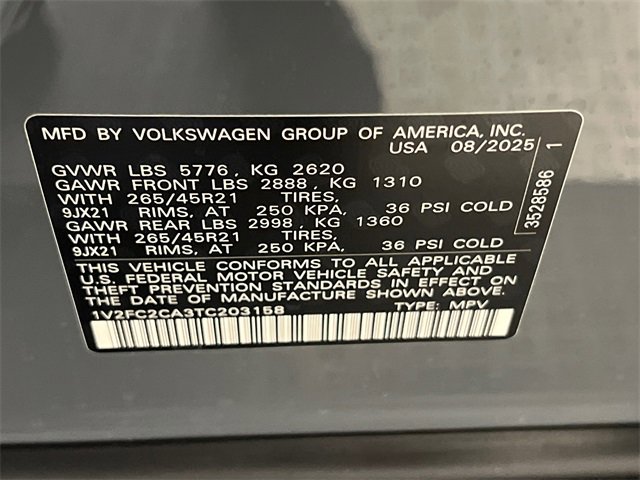 MFD BY VOLKSWAGEN GROUP OF AMERICA, INC.
USA 08/2025
GVWR LBS 5776, KG 2620
GAWR FRONT LBS 2888, KG 1310
WITH 265/45R21 TIRES,
9JX21 RIMS, AT 250 KPA, 36 PSI COLD
GAWR REAR LBS 2998, KG 1360
WITH 265/45R21 TIRES,
9JX21 RIMS, AT 250 KPA, 36 PSI COLD
THIS VEHICLE CONFORMS TO ALL APPLICABLE
U.S. FEDERAL MOTOR VEHICLE SAFETY AND
THEFT PREVENTION STANDARDS IN EFFECT ON
THE DATE OF MANUFACTURE SHOWN ABOVE.
1V2FC2CA3TC203158 TYPE: MPV
3528586 1